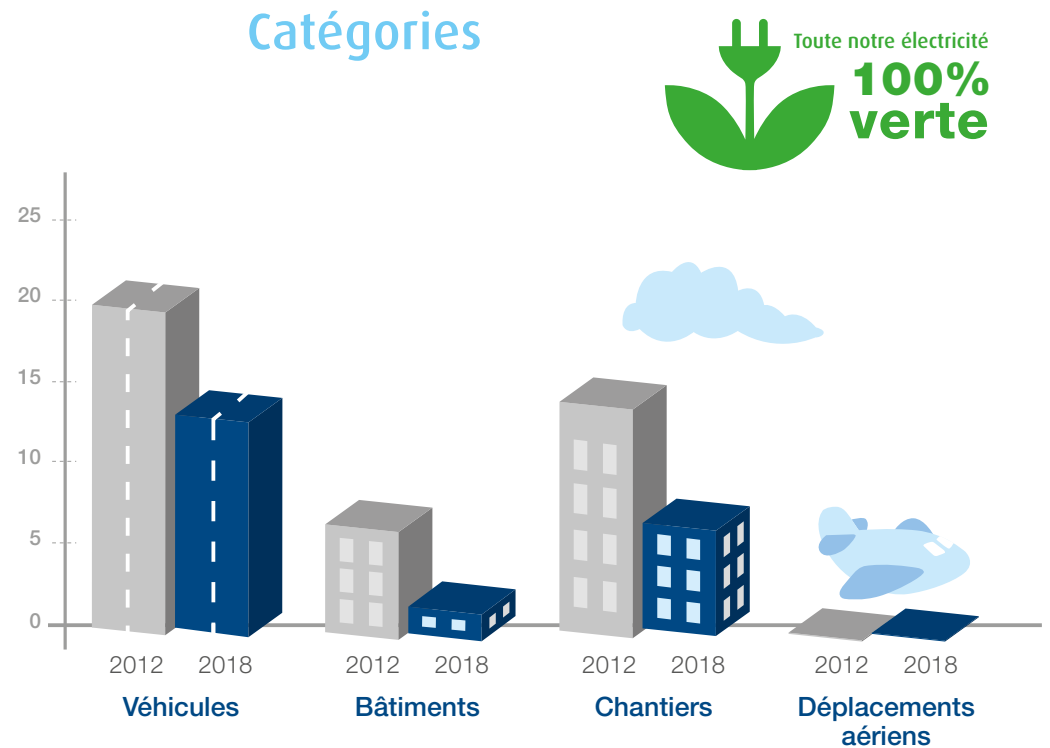 Catégories
Toute notre électricité
100%
verte
25
20
15
10
5
0
2012 2018 2012 2018 2012 2018 2012 2018
Véhicules Bâtiments Chantiers Déplacements
aériens